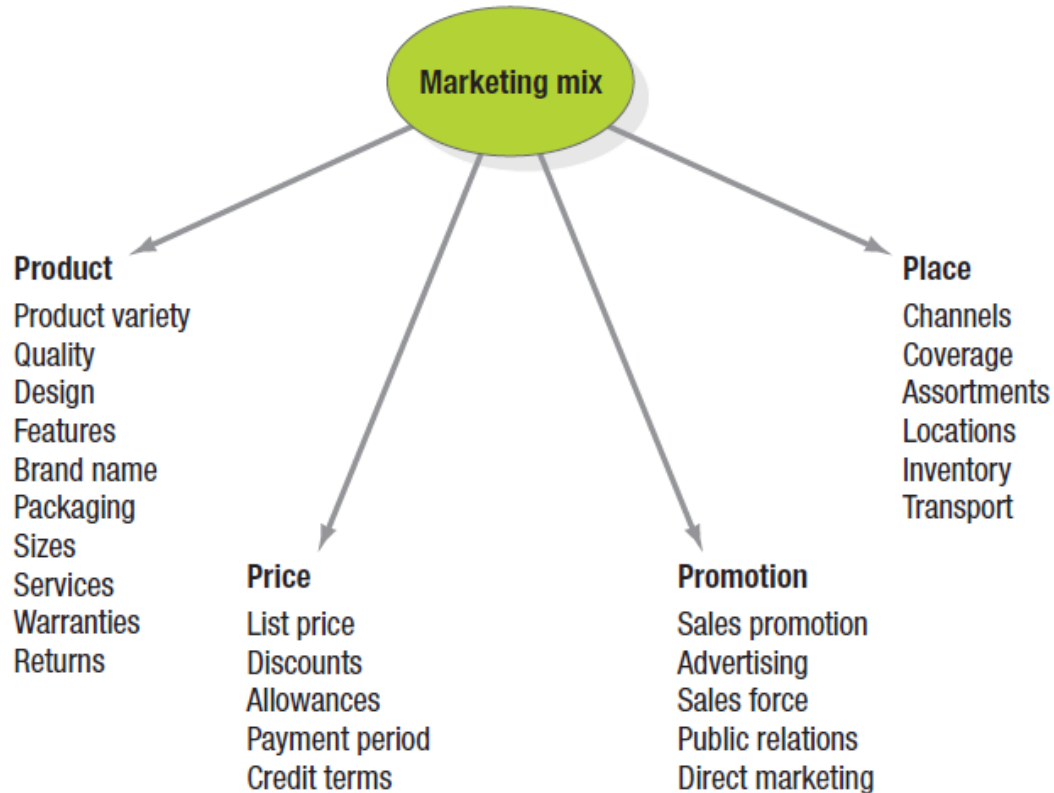 Marketing mix
Product
Product variety
Quality
Design
Features
Brand name
Packaging
Sizes
Services
Warranties
Returns
Price
List price
Discounts
Allowances
Payment period
Credit terms
Promotion
Sales promotion
Advertising
Sales force
Public relations
Direct marketing
Place
Channels
Coverage
Assortments
Locations
Inventory
Transport